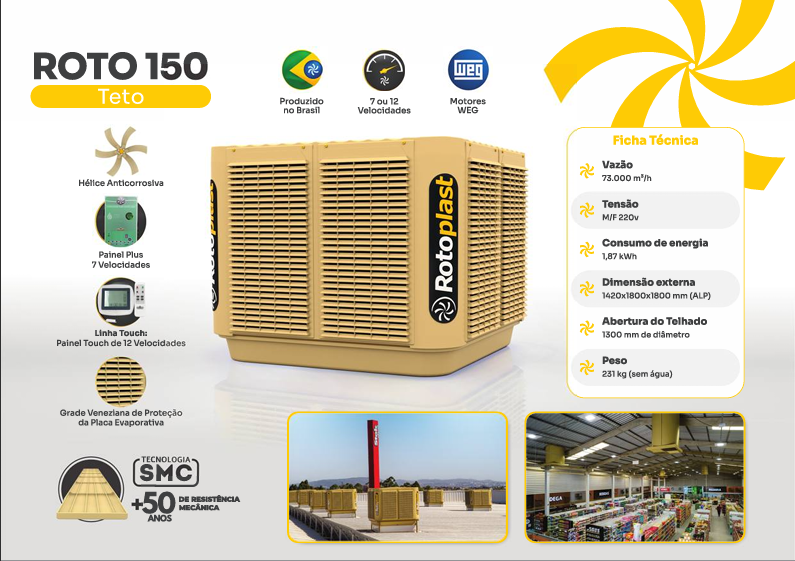 ROTO 150
Teto
Produzido
no Brasil
7 ou 12
Velocidades
weg
Motores
WEG
Hélice Anticorrosiva
Painel Plus
7 Velocidades
Linha Touch:
Painel Touch de 12 Velocidades
Grade Veneziana de Proteção
da Placa Evaporativa
TECNOLOGIA
SMC
+50
ANOS
DE RESISTÊNCIA
MECÂNICA
Rotoplast
Rotoplast
Ficha Técnica
Vazão
73.000 m³/h
Tensão
M/F 220v
Consumo de energia
1,87 kWh
Dimensão externa
1420x1800x1800 mm (ALP)
Abertura do Telhado
1300 mm de diâmetro
Peso
231 kg (sem água)